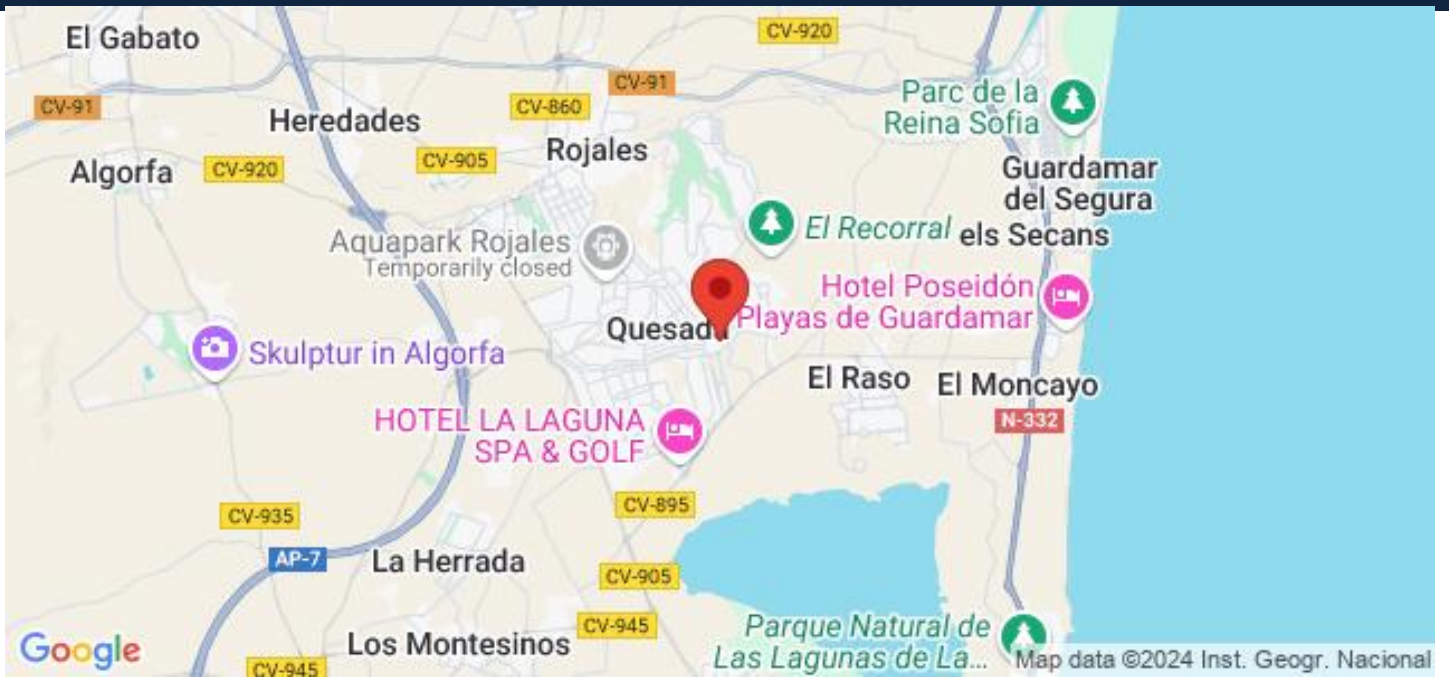 El Gabato
CV-920
CV-91
CV-91
CV-860
Parc de la
Reina Sofia
Heredades
Rojales
CV-905
Algorfa
CV-920
Guardamar
del Segura
El Recorral
els Secans
Aquapark Rojales
Temporarily closed
Hotel Poseidón
Playas de Guardamar
Quesada
Skulptur in Algorfa
El Raso
El Moncayo
HOTEL LA LAGUNA
SPA & GOLF
N-332
CV-895
CV-935
AP-7
La Herrada
CV-905
CV-945
Los Montesinos
Parque Natural de
Las Lagunas de La...
Google
CV-945
Map data ©2024 Inst. Geogr. Nacional